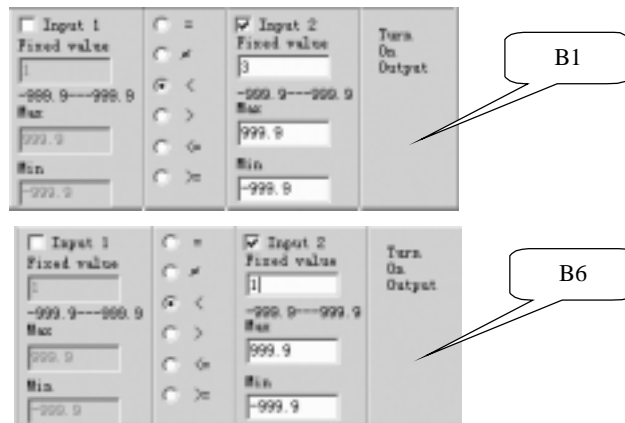 Input 1
Fixed value
1
-999.9---999.9
Max
999.9
Min
-999.9
=
≠
<
>
<=
>=
Input 2
Fixed value
3
-999.9---999.9
Max
999.9
Min
-999.9
Turn
On
Output
B1
Input 1
Fixed value
1
-999.9---999.9
Max
999.9
Min
-999.9
=
≠
<
>
<=
>=
Input 2
Fixed value
1
-999.9---999.9
Max
999.9
Min
-999.9
Turn
On
Output
B6